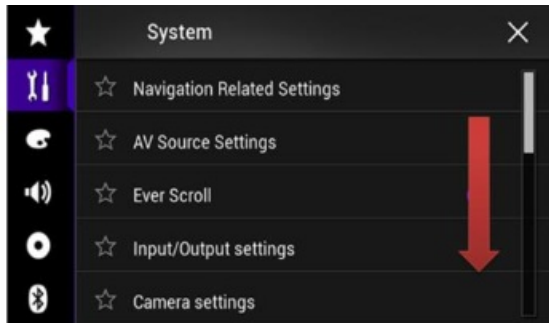 System
Navigation Related Settings
AV Source Settings
Ever Scroll
Input/Output settings
Camera settings